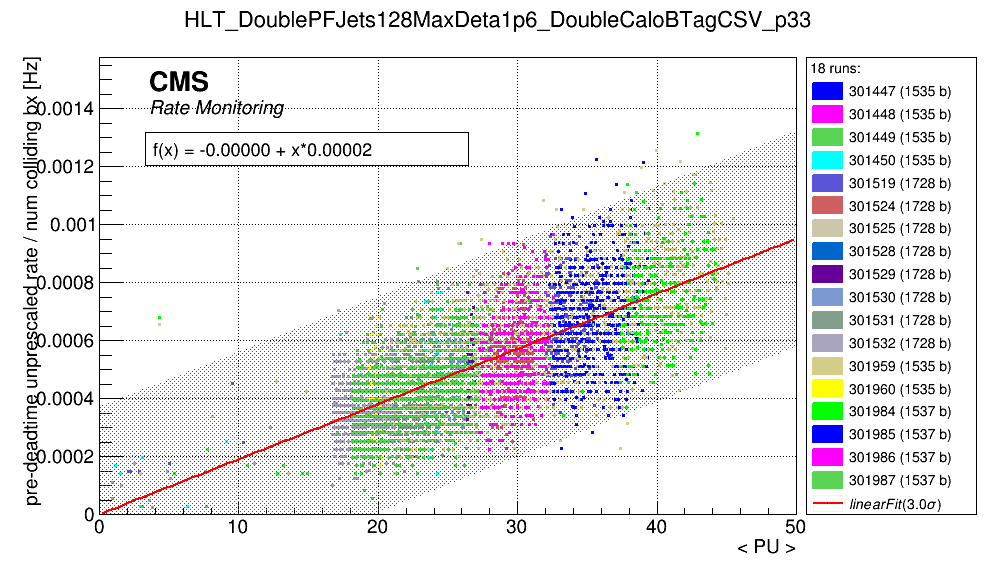 HLT_DoublePFJets128MaxDeta1p6_DoubleCaloBTagCSV_p33
pre-deadtime unprescaled rate / num colliding bx [Hz]
CMS
Rate Monitoring
f(x) = -0.00000 + x*0.00002
0.0014
0.0012
0.001
0.0008
0.0006
0.0004
0.0002
0
0 10 20 30 40 50
< PU >
18 runs:
301447 (1535 b)
301448 (1535 b)
301449 (1535 b)
301450 (1535 b)
301519 (1728 b)
301524 (1728 b)
301525 (1728 b)
301528 (1728 b)
301529 (1728 b)
301530 (1728 b)
301531 (1728 b)
301532 (1728 b)
301959 (1535 b)
301960 (1535 b)
301984 (1537 b)
301985 (1537 b)
301986 (1537 b)
301987 (1537 b)
linearFit(3.0σ)